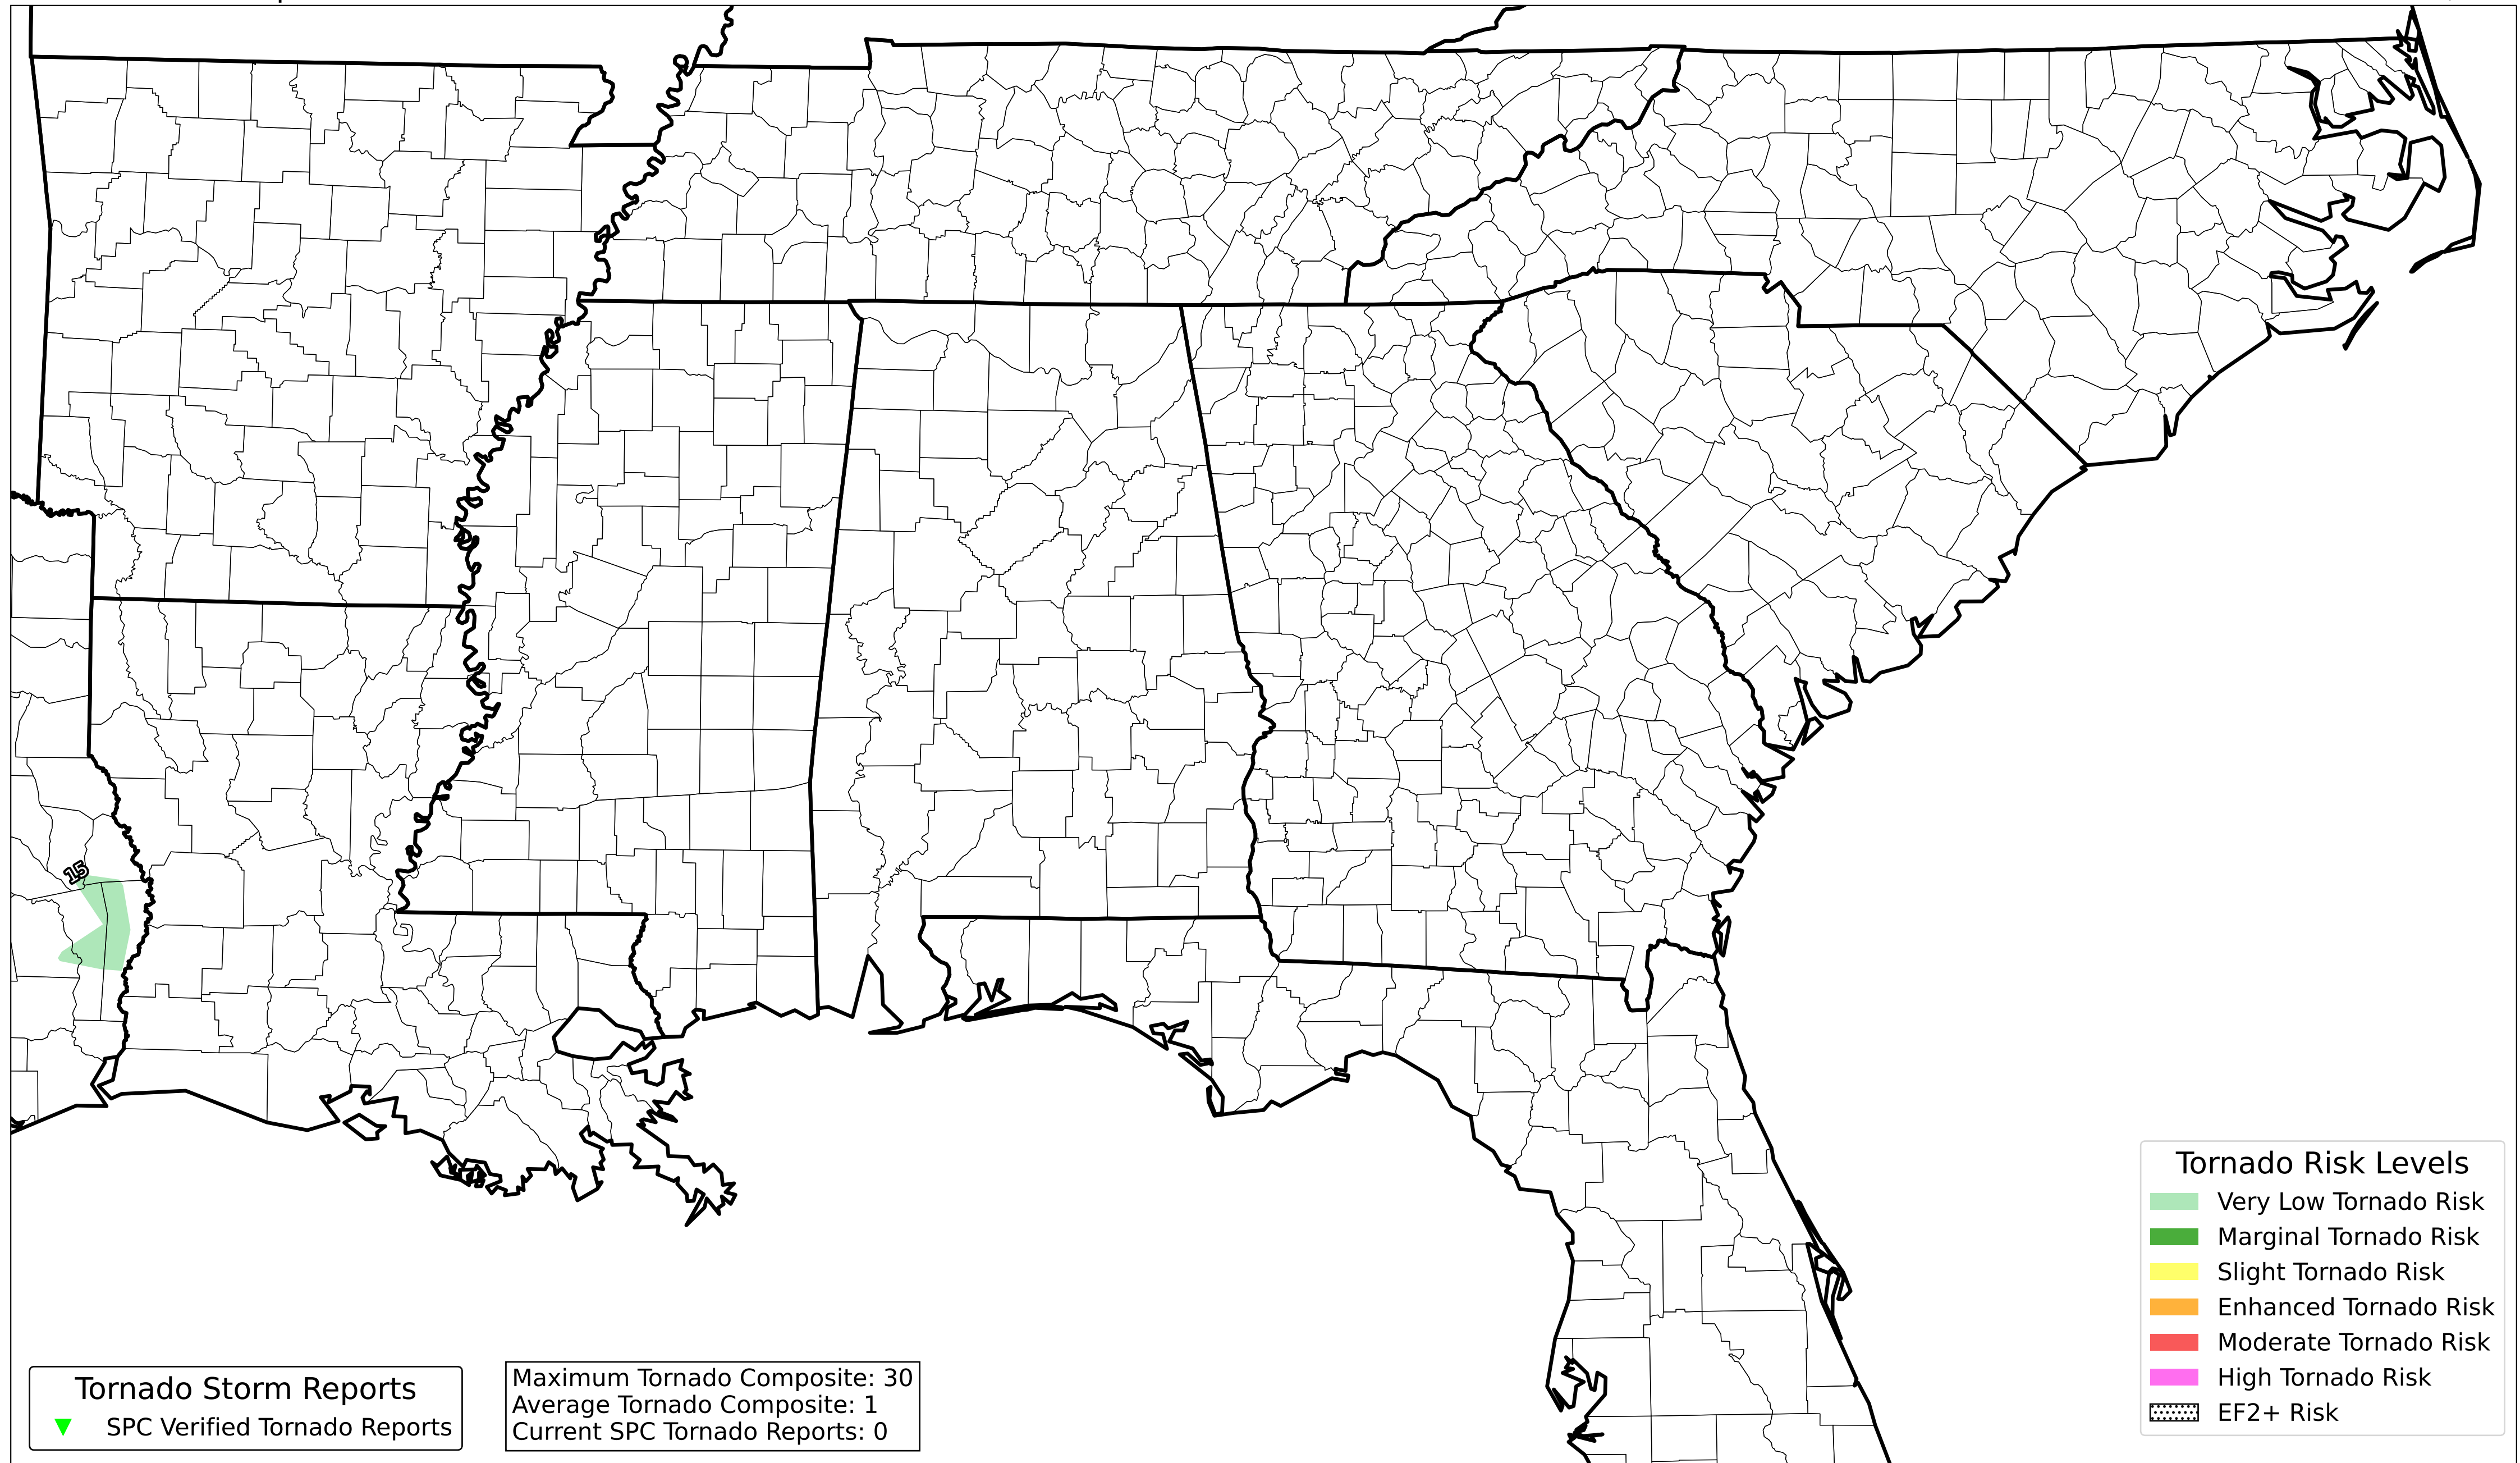 15
Tornado Risk Levels
Very Low Tornado Risk
Marginal Tornado Risk
Slight Tornado Risk
Enhanced Tornado Risk
Moderate Tornado Risk
High Tornado Risk
EF2+ Risk
Tornado Storm Reports
SPC Verified Tornado Reports
Maximum Tornado Composite: 30
Average Tornado Composite: 1
Current SPC Tornado Reports: 0